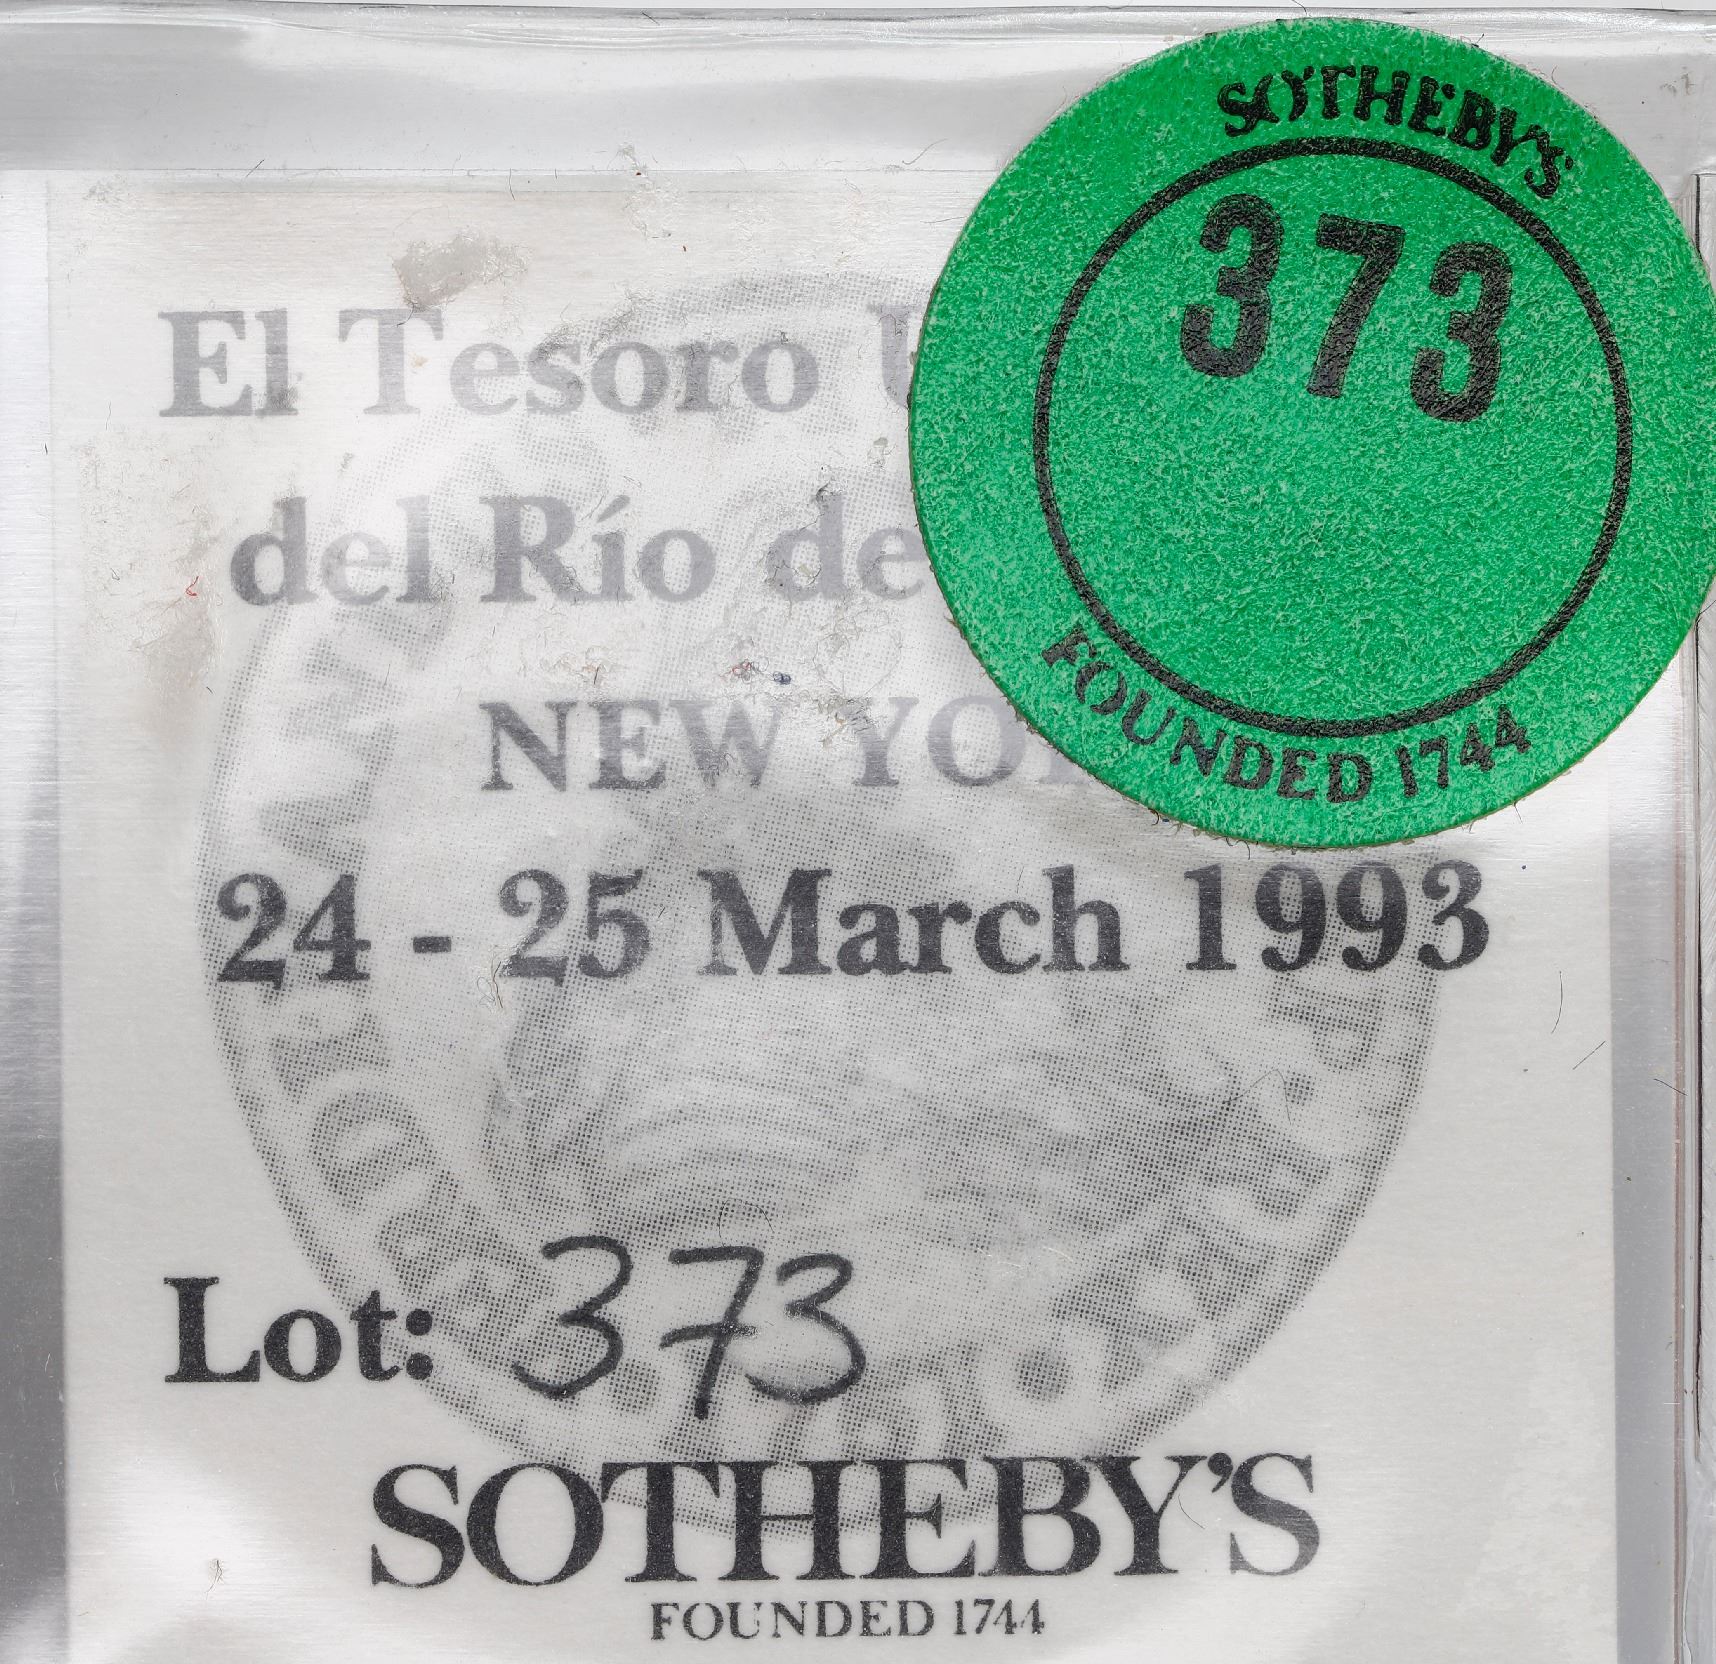 SOTHEBY'S
373
FOUNDED 1744
El Tesoro
del Río de
NEW
24 - 25 March 1993
Lot: 373
SOTHEBY'S
FOUNDED 1744